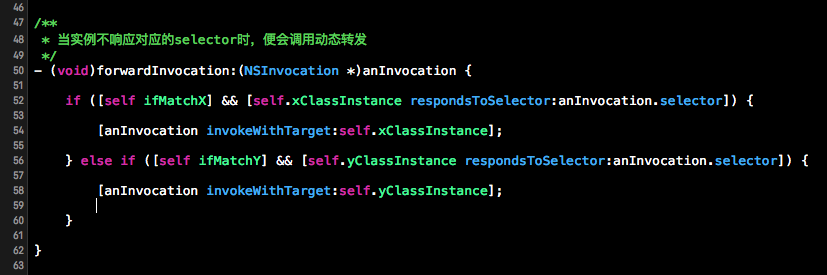 46
47 /**
48  * 当实例不响应对应的selector时，便会调用动态转发
49  */
50 - (void)forwardInvocation:(NSInvocation *)anInvocation {
51
52     if ([self ifMatchX] && [self.xClassInstance respondsToSelector:anInvocation.selector]) {
53
54         [anInvocation invokeWithTarget:self.xClassInstance];
55
56     } else if ([self ifMatchY] && [self.yClassInstance respondsToSelector:anInvocation.selector]) {
57
58         [anInvocation invokeWithTarget:self.yClassInstance];
59
60     }
61
62 }
63